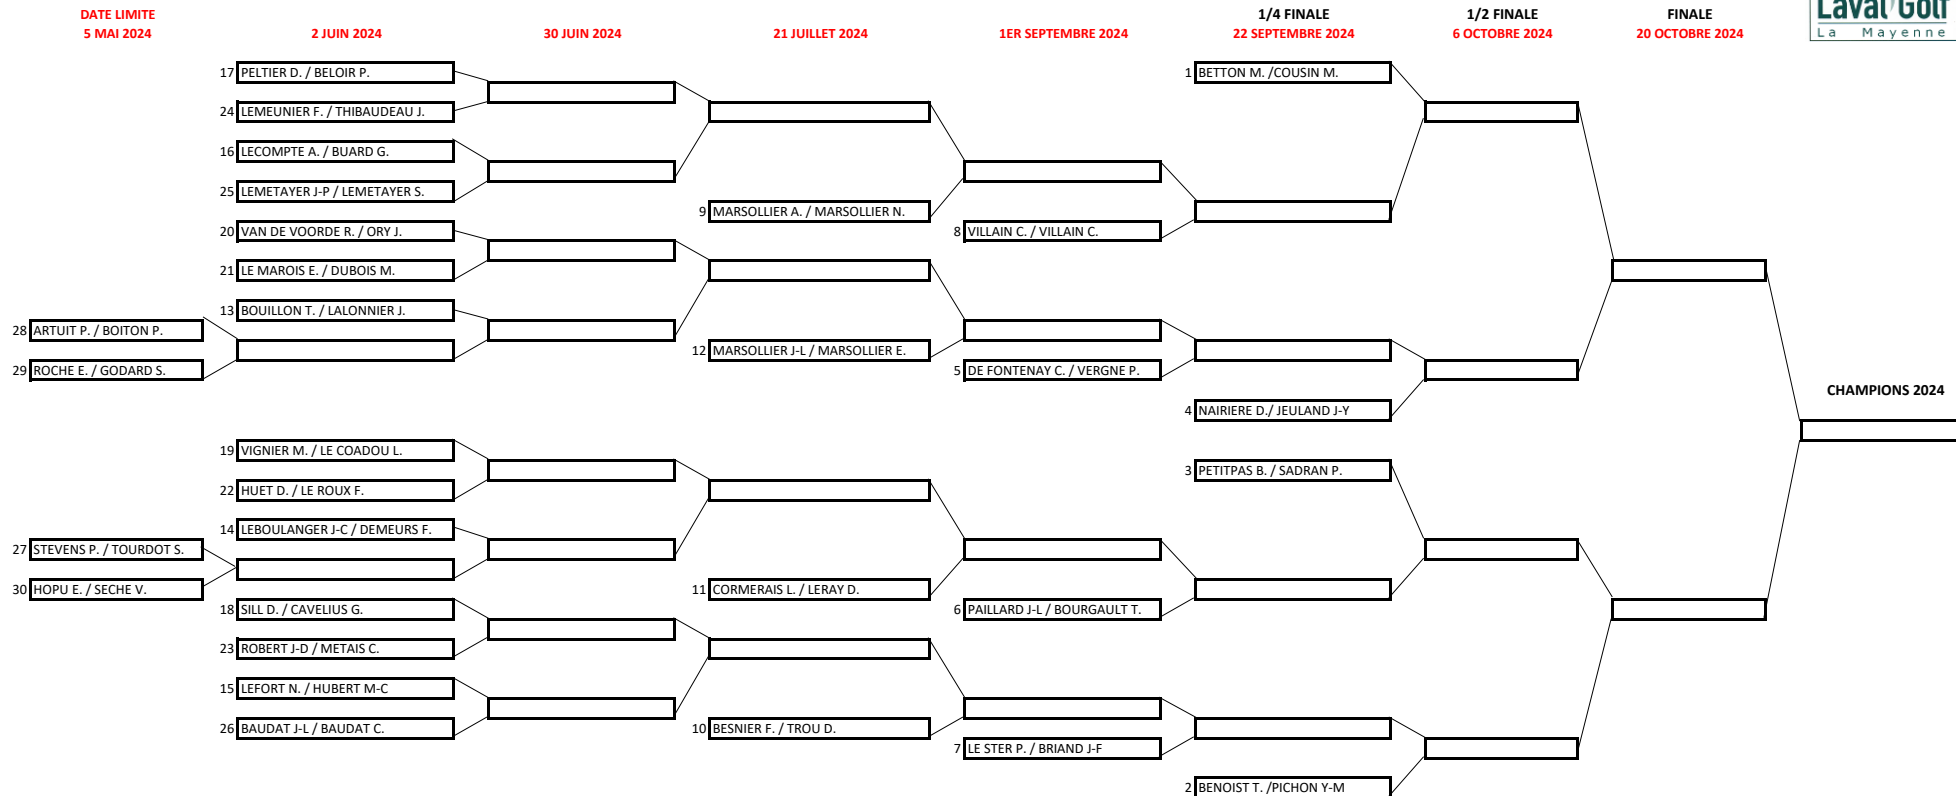 DATE LIMITE
5 MAI 2024
2 JUIN 2024
30 JUIN 2024
21 JUILLET 2024
1ER SEPTEMBRE 2024
1/4 FINALE
22 SEPTEMBRE 2024
1/2 FINALE
6 OCTOBRE 2024
FINALE
20 OCTOBRE 2024
Laval Golf
La Mayenne
17 PELTIER D. / BELOIR P.
1 BETTON M. /COUSIN M.
24 LEMEUNIER F. / THIBAUDEAU J.
16 LECOMPTE A. / BUARD G.
25 LEMETAYER J-P / LEMETAYER S.
9 MARSOLLIER A. / MARSOLLIER N.
20 VAN DE VOORDE R. / ORY J.
8 VILLAIN C. / VILLAIN C.
21 LE MAROIS E. / DUBOIS M.
13 BOUILLON T. / LALONNIER J.
28 ARTUIT P. / BOITON P.
12 MARSOLLIER J-L / MARSOLLIER E.
29 ROCHE E. / GODARD S.
5 DE FONTENAY C. / VERGNE P.
CHAMPIONS 2024
4 NAIRIERE D./ JEULAND J-Y
19 VIGNIER M. / LE COADOU L.
3 PETITPAS B. / SADRAN P.
22 HUET D. / LE ROUX F.
14 LEBOULANGER J-C / DEMEURS F.
27 STEVENS P. / TOURDOT S.
30 HOPU E. / SECHE V.
11 CORMERAIS L. / LERAY D.
18 SILL D. / CAVELIUS G.
6 PAILLARD J-L / BOURGAULT T.
23 ROBERT J-D / METAIS C.
15 LEFORT N. / HUBERT M-C
26 BAUDAT J-L / BAUDAT C.
10 BESNIER F. / TROU D.
7 LE STER P. / BRIAND J-F
2 BENOIST T. /PICHON Y-M